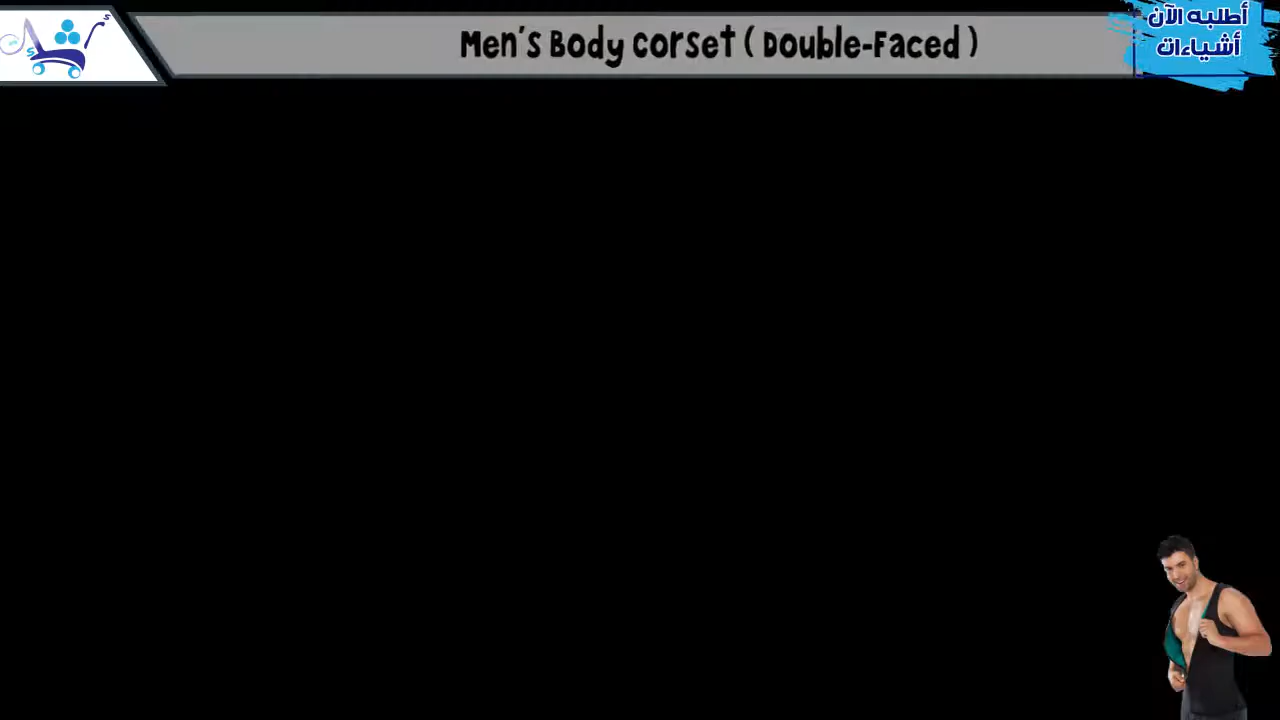 Men's Body Corset ( Double-Faced )
أطلبه الآن
أشياءات